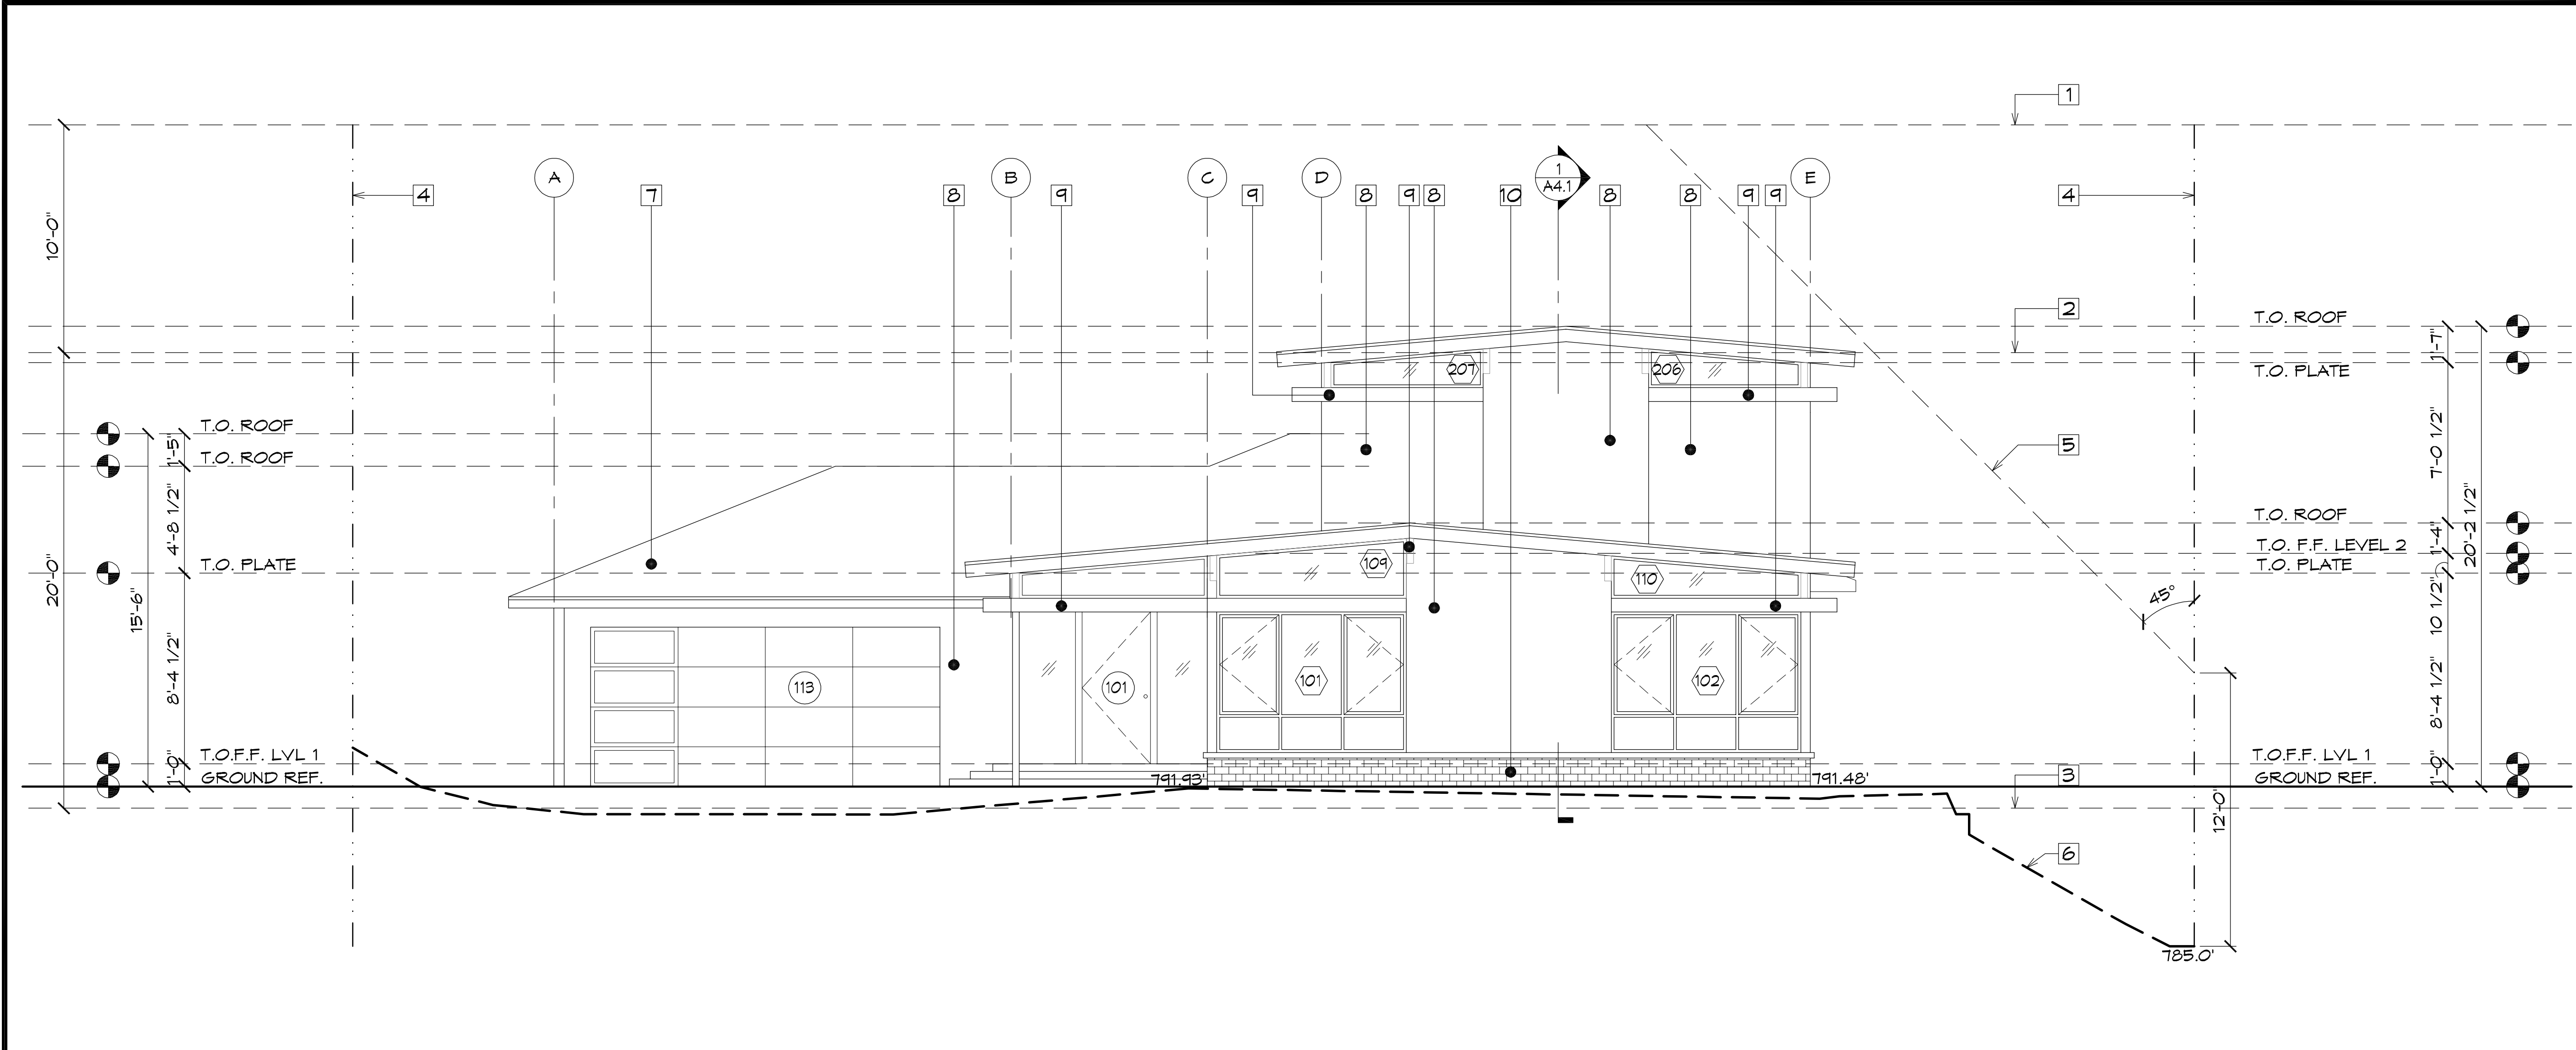 1
A
B
C
D
1
A4.1
E
4
7
8
9
9
8
9
8
10
8
8
9
9
4
10'-0"
2
T.O. ROOF
1'-7"
207
206
T.O. PLATE
T.O. ROOF
1'-5"
T.O. ROOF
5
7'-0 1/2"
20'-2 1/2"
4'-8 1/2"
T.O. ROOF
1'-4"
T.O. F.F. LEVEL 2
T.O. PLATE
T.O. PLATE
109
110
20'-0"
15'-6"
45°
10 1/2"
8'-4 1/2"
113
101
101
102
8'-4 1/2"
T.O.F.F. LVL 1
T.O.F.F. LVL 1
1'-0"
GROUND REF.
791.93'
791.48'
3
GROUND REF.
1'-0"
12'-0"
6
785.0'